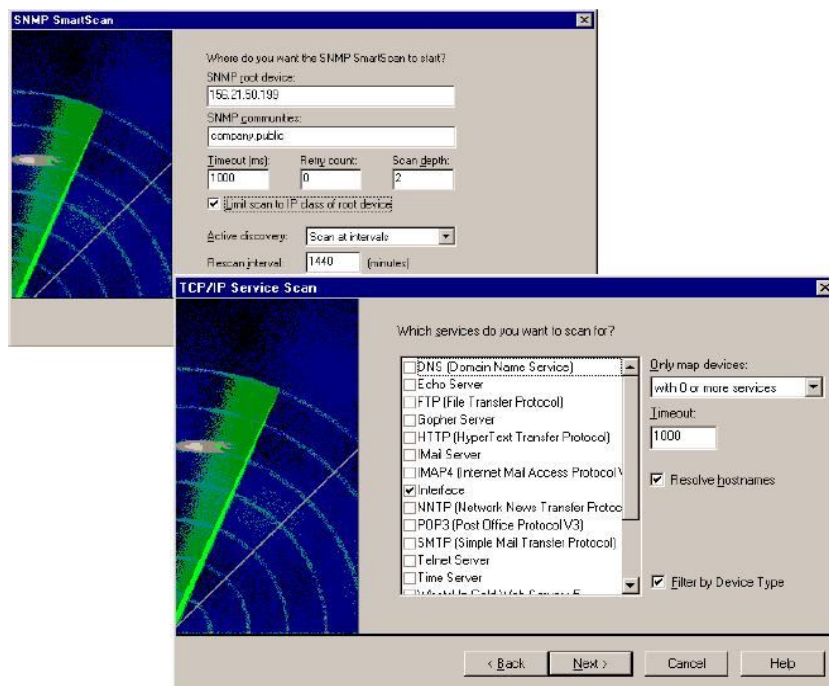 SNMP SmartScan
Where do you want the SNMP SmartScan to start?
SNMP root device:
156.21.50.199
SNMP communities:
company,public
Timeout (ms): Retry count: Scan depth:
1000 0 2
Limit scan to IP class of root device
Active discovery: Scan at intervals
Rescan interval: 1440 (minutes)
TCP/IP Service Scan
Which services do you want to scan for?
DNS (Domain Name Service)
Echo Server
FTP (File Transfer Protocol)
Gopher Server
HTTP (HyperText Transfer Protocol)
IMail Server
IMAP4 (Internet Mail Access Protocol V
Interface
NNTP (Network News Transfer Protoc
POP3 (Post Office Protocol V3)
SMTP (Simple Mail Transfer Protocol)
Telnet Server
Time Server
Only map devices:
with 0 or more services
Timeout:
1000
Resolve hostnames
Filter by Device Type
< Back Next > Cancel Help